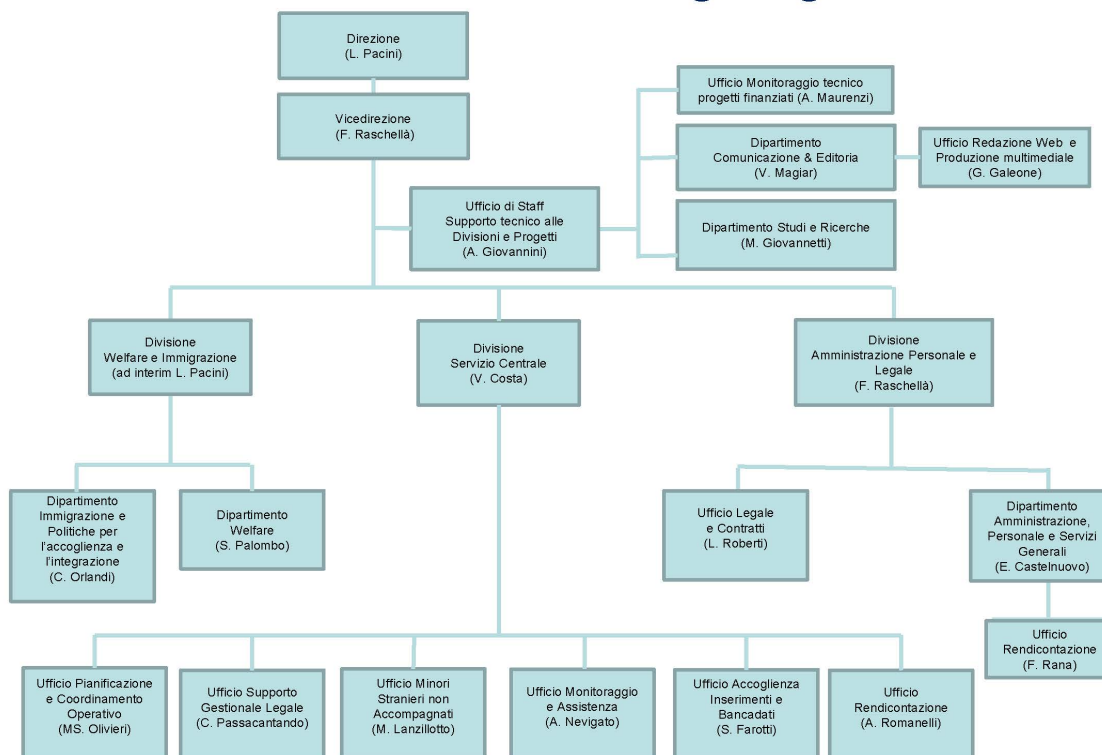 Direzione
(L. Pacini)
Vicedirezione
(F. Raschellà)
Ufficio Monitoraggio tecnico
progetti finanziati (A. Maurenzi)
Dipartimento
Comunicazione & Editoria
(V. Magiar)
Ufficio Redazione Web e
Produzione multimediale
(G. Galeone)
Ufficio di Staff
Supporto tecnico alle
Divisioni e Progetti
(A. Giovannini)
Dipartimento Studi e Ricerche
(M. Giovannetti)
Divisione
Welfare e Immigrazione
(ad interim L. Pacini)
Divisione
Servizio Centrale
(V. Costa)
Divisione
Amministrazione Personale e
Legale
(F. Raschellà)
Dipartimento
Immigrazione e
Politiche per
l'accoglienza e
l'integrazione
(C. Orlandi)
Dipartimento
Welfare
(S. Palombo)
Ufficio Legale
e Contratti
(L. Roberti)
Dipartimento
Amministrazione,
Personale e Servizi
Generali
(E. Castelnuovo)
Ufficio
Rendicontazione
(F. Rana)
Ufficio Pianificazione
e Coordinamento
Operativo
(MS. Olivieri)
Ufficio Supporto
Gestionale Legale
(C. Passacantando)
Ufficio Minori
Stranieri non
Accompagnati
(M. Lanzillotto)
Ufficio Monitoraggio
e Assistenza
(A. Nevigato)
Ufficio Accoglienza
Inserimenti e
Bancadati
(S. Farotti)
Ufficio
Rendicontazione
(A. Romanelli)